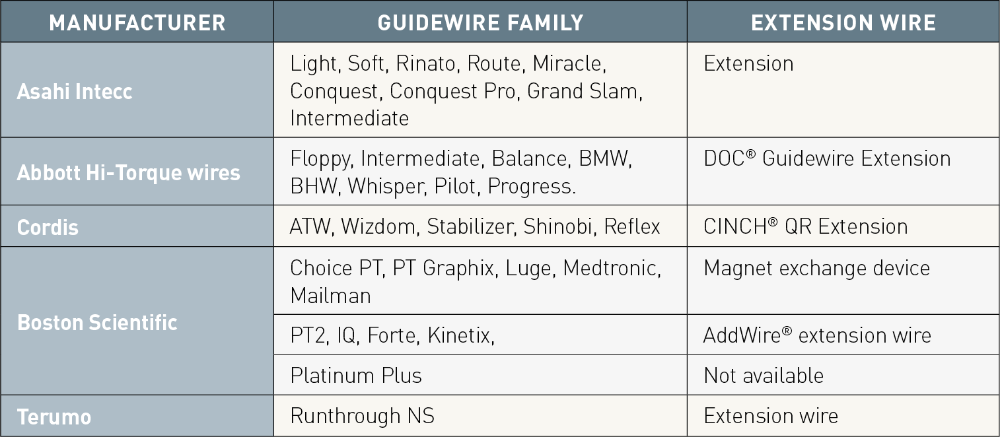 MANUFACTURER GUIDEWIRE FAMILY EXTENSION WIRE
Asahi Intecc
Light, Soft, Rinato, Route, Miracle,
Conquest, Conquest Pro, Grand Slam,
Intermediate
Extension
Abbott Hi-Torque wires
Floppy, Intermediate, Balance, BMW,
BHW, Whisper, Pilot, Progress.
DOC® Guidewire Extension
Cordis
ATW, Wizdom, Stabilizer, Shinobi, Reflex
CINCH® QR Extension
Boston Scientific
Choice PT, PT Graphix, Luge, Medtronic,
Mailman
Magnet exchange device
PT2, IQ, Forte, Kinetix,
AddWire® extension wire
Platinum Plus
Not available
Terumo
Runthrough NS
Extension wire